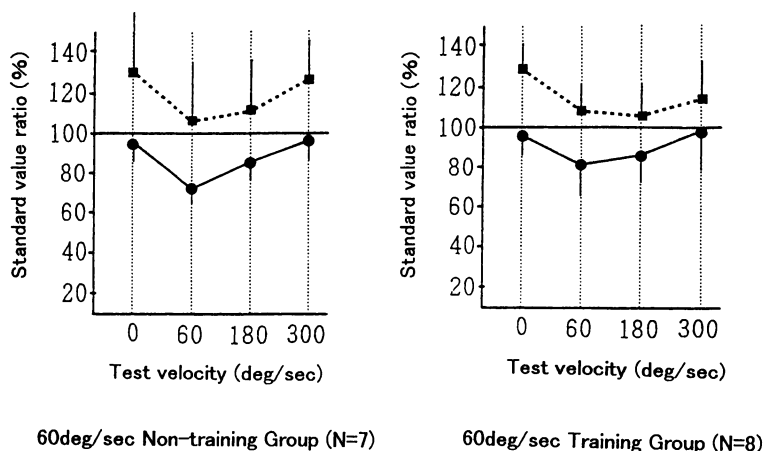 Standard value ratio (%)
140
120
100
80
60
40
20
0 60 180 300
Test velocity (deg/sec)
60deg/sec Non-training Group (N=7)
Standard value ratio (%)
140
120
100
80
60
40
20
0 60 180 300
Test velocity (deg/sec)
60deg/sec Training Group (N=8)